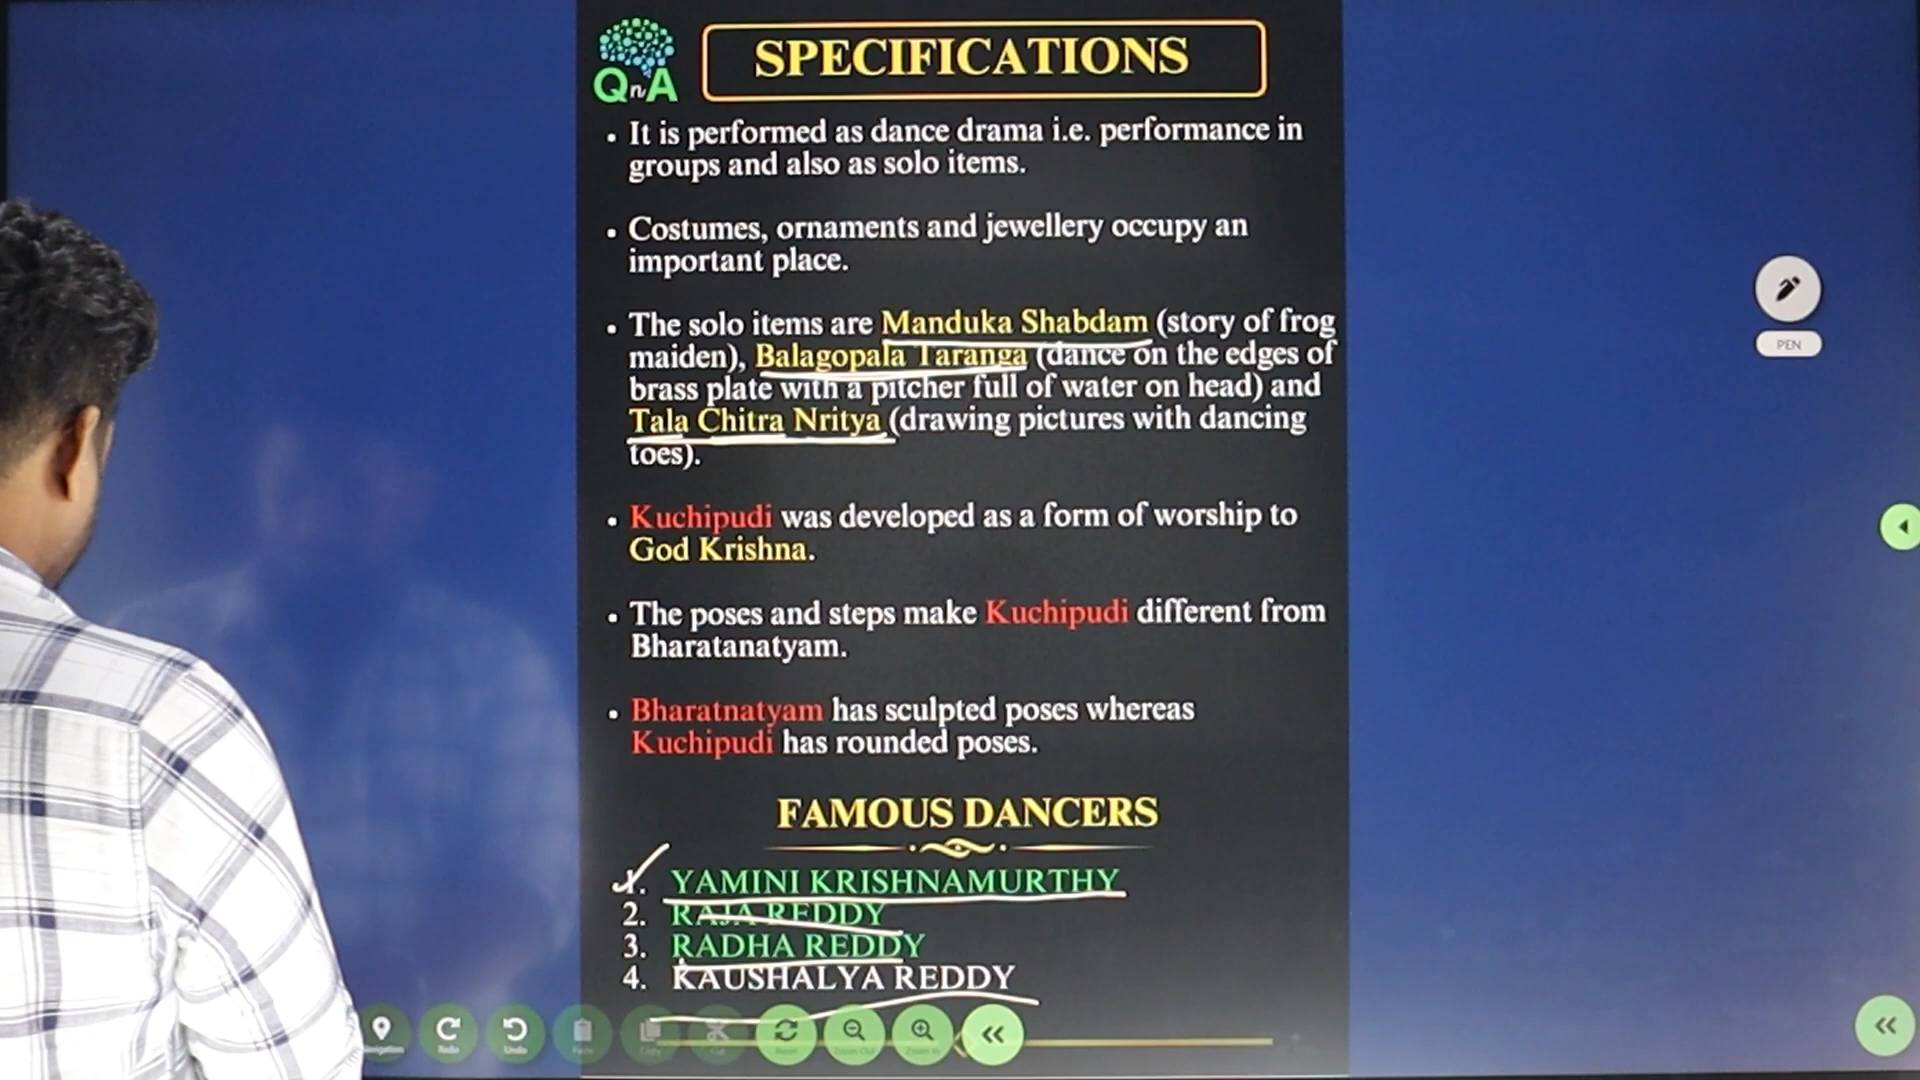 QnA
SPECIFICATIONS
• It is performed as dance drama i.e. performance in
groups and also as solo items.
• Costumes, ornaments and jewellery occupy an
important place.
• The solo items are Manduka Shabdam (story of frog
maiden), Balagopala Taranga (dance on the edges of
brass plate with a pitcher full of water on head) and
Tala Chitra Nritya (drawing pictures with dancing
toes).
• Kuchipudi was developed as a form of worship to
God Krishna.
• The poses and steps make Kuchipudi different from
Bharatanatyam.
• Bharatnatyam has sculpted poses whereas
Kuchipudi has rounded poses.
FAMOUS DANCERS
1. YAMINI KRISHNAMURTHY
2. RAJA REDDY
3. RADHA REDDY
4. KAUSHALYA REDDY
PEN
Redo Undo